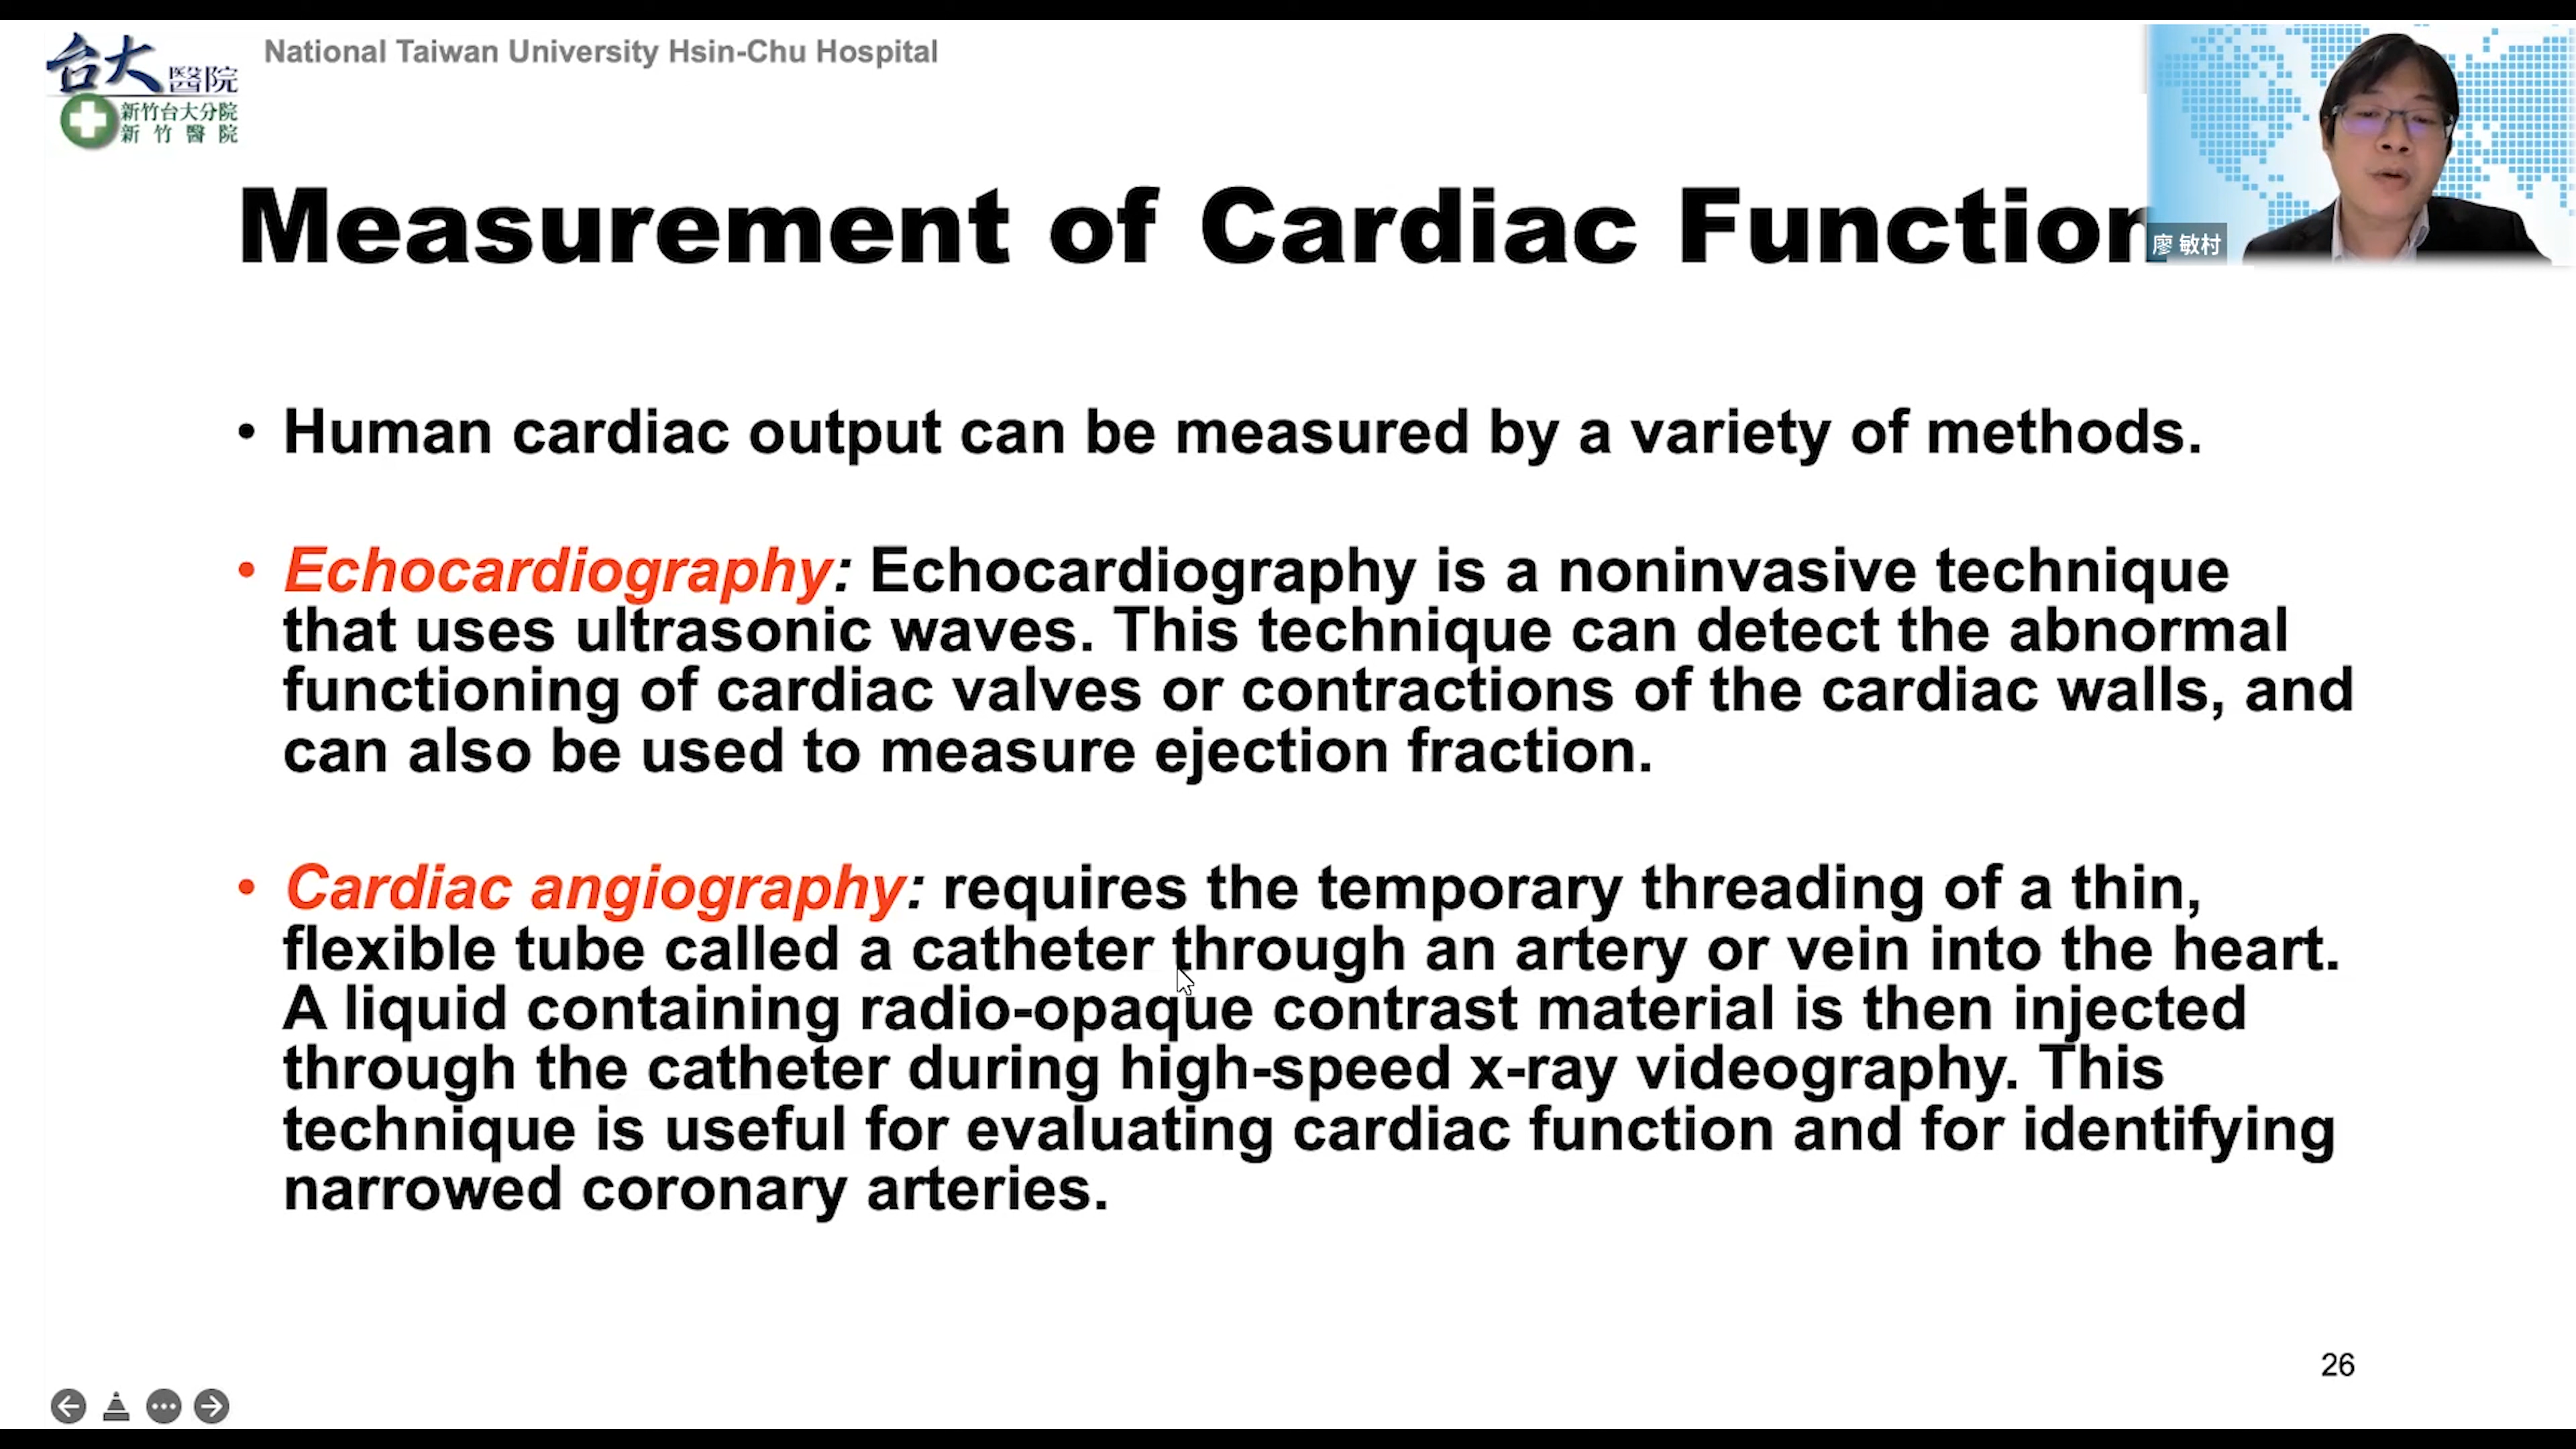 台大醫院
新竹台大分院
新竹醫院
National Taiwan University Hsin-Chu Hospital
廖 敏村
Measurement of Cardiac Function
• Human cardiac output can be measured by a variety of methods.
• Echocardiography: Echocardiography is a noninvasive technique
that uses ultrasonic waves. This technique can detect the abnormal
functioning of cardiac valves or contractions of the cardiac walls, and
can also be used to measure ejection fraction.
• Cardiac angiography: requires the temporary threading of a thin,
flexible tube called a catheter through an artery or vein into the heart.
A liquid containing radio-opaque contrast material is then injected
through the catheter during high-speed x-ray videography. This
technique is useful for evaluating cardiac function and for identifying
narrowed coronary arteries.
26